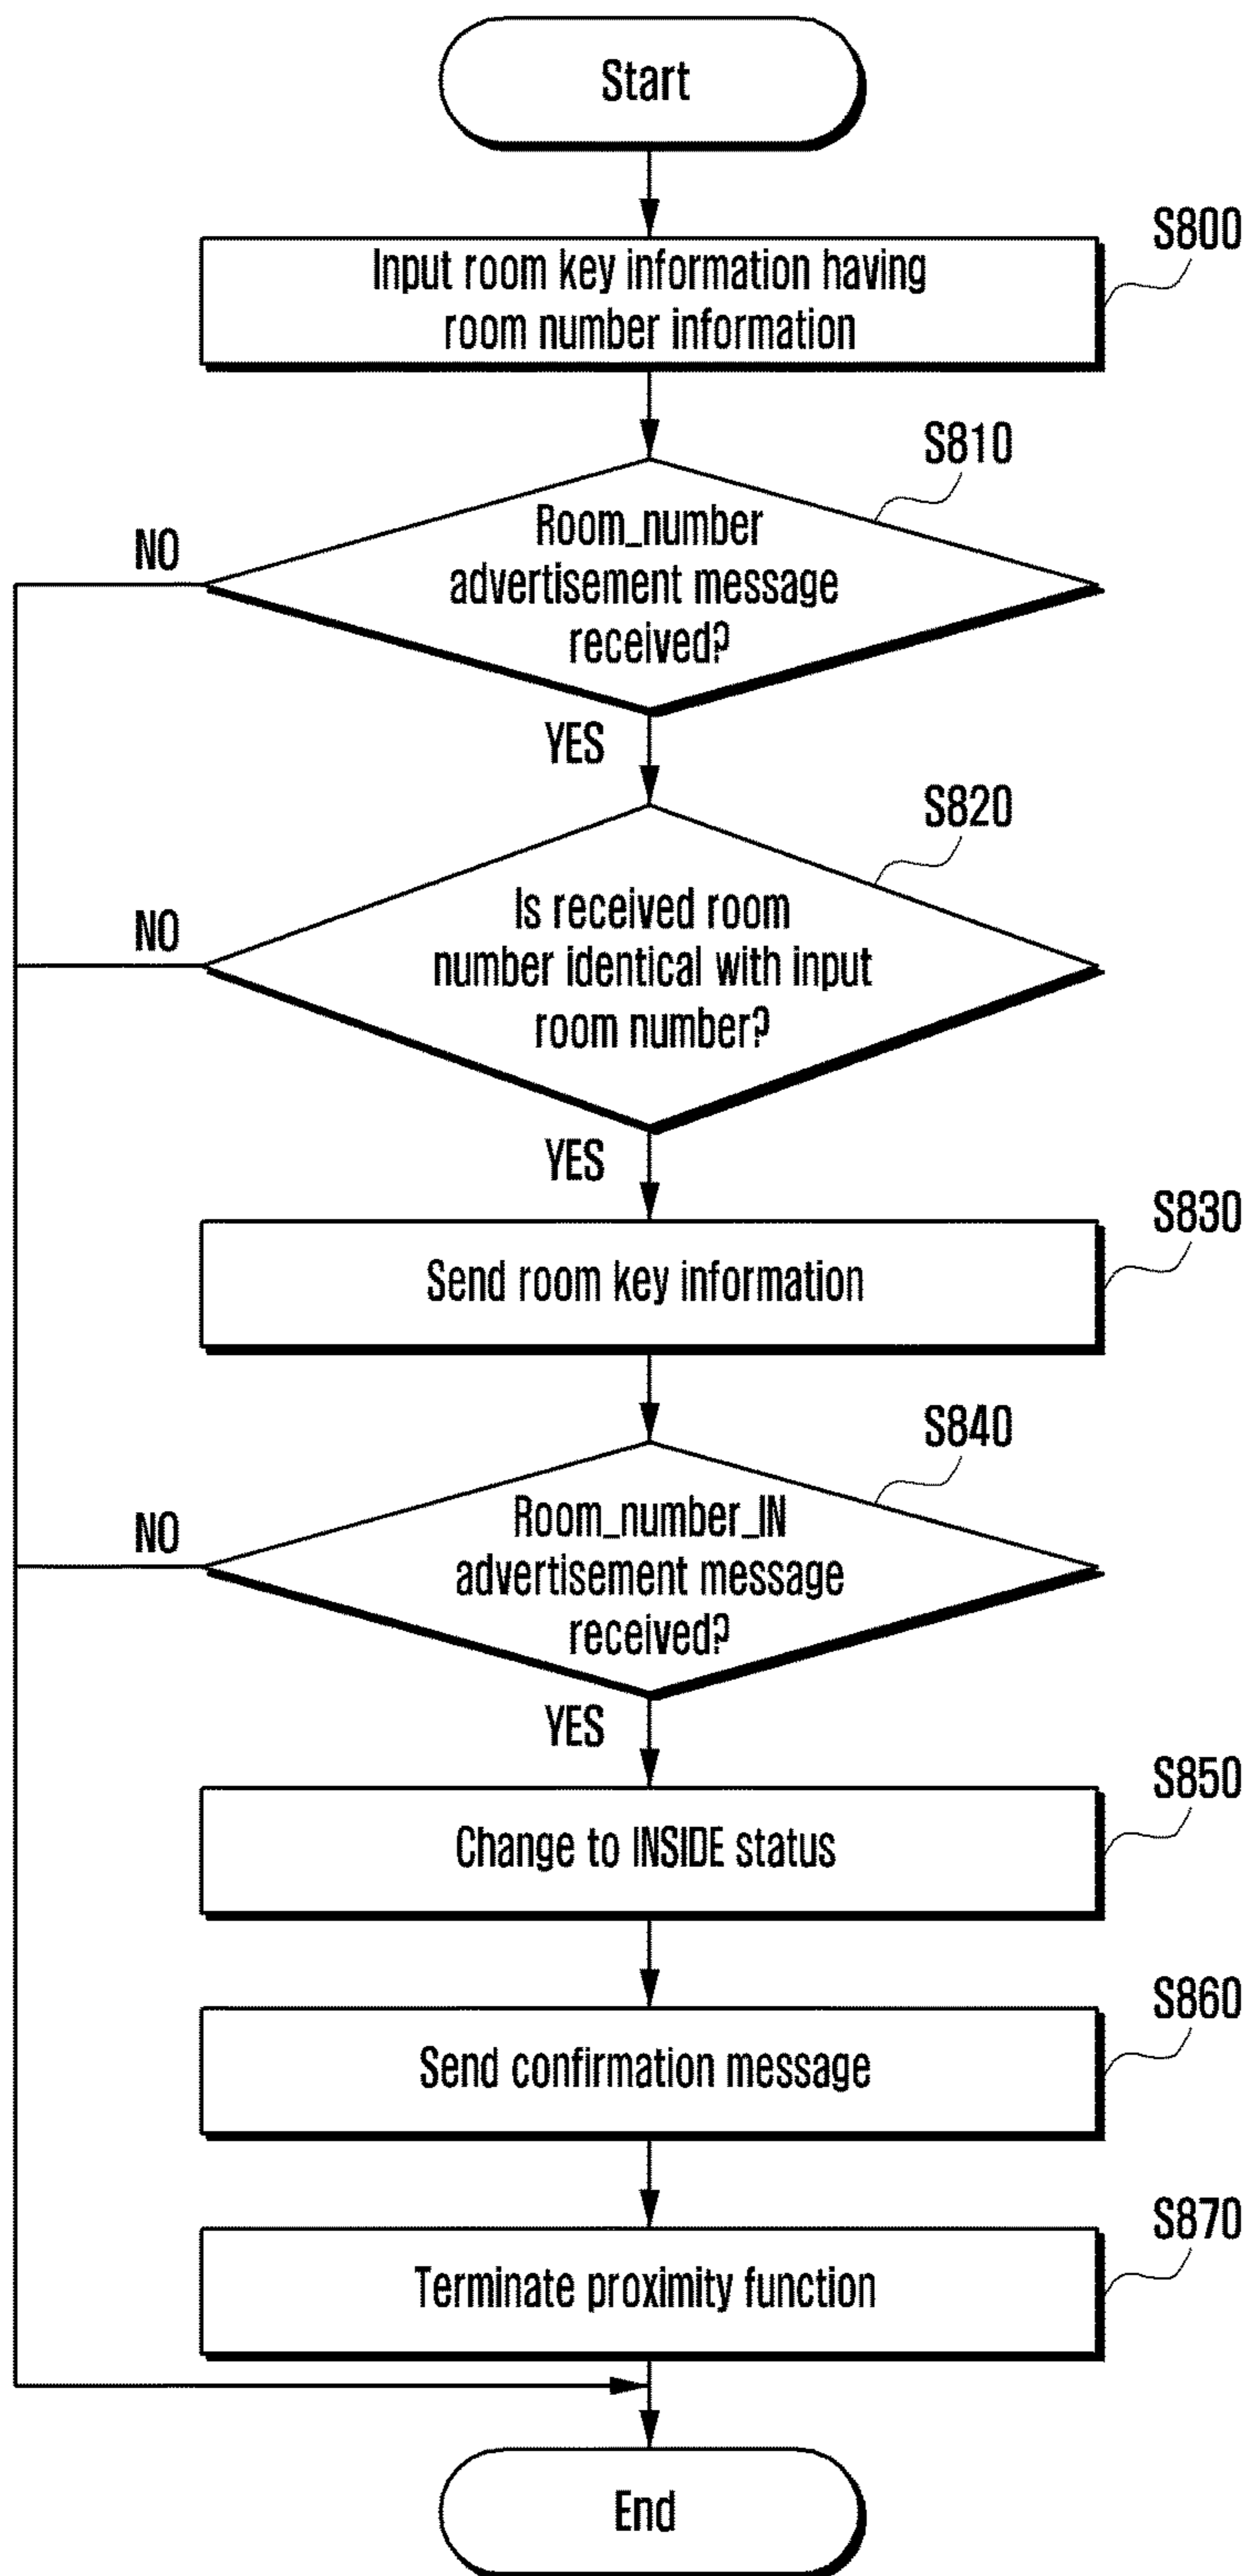 Start
S800
Input room key information having
room number information
S810
Room_number
advertisement message
received?
NO
YES
S820
Is received room
number identical with input
room number?
NO
YES
S830
Send room key information
S840
Room_number_IN
advertisement message
received?
NO
YES
S850
Change to INSIDE status
S860
Send confirmation message
S870
Terminate proximity function
End